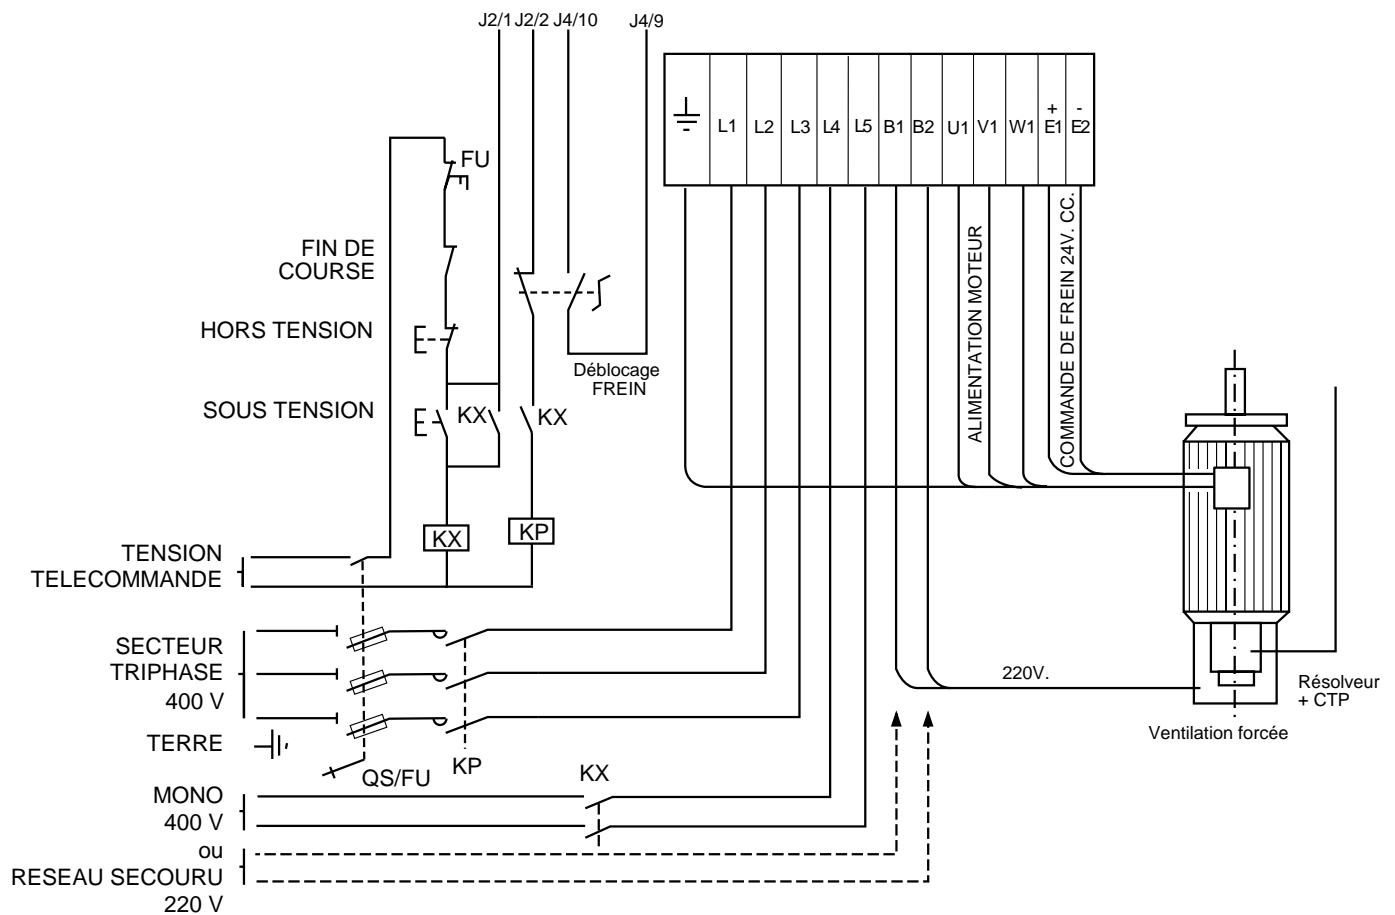 J2/1 J2/2 J4/10 J4/9
L1 L2 L3 L4 L5 B1 B2 U1 V1 W1 E1 E2
+ -
FU
FIN DE
COURSE
HORS TENSION
Déblocage
FREIN
SOUS TENSION
KX
KX
ALIMENTATION MOTEUR
COMMANDE DE FREIN 24V. CC.
KX
KP
TENSION
TELECOMMANDE
SECTEUR
TRIPHASE
400 V
TERRE
QS/FU
KP
KX
220V.
Résolveur
+ CTP
Ventilation forcée
MONO
400 V
ou
RESEAU SECOURU
220 V